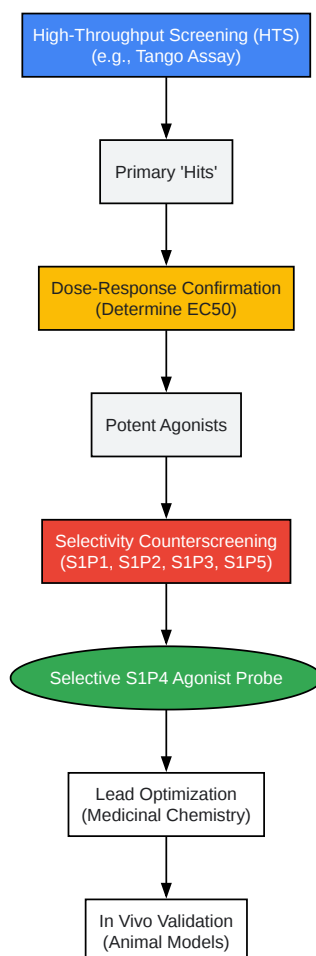 High-Throughput Screening (HTS)
(e.g., Tango Assay)
Primary 'Hits'
Dose-Response Confirmation
(Determine EC50)
Potent Agonists
Selectivity Counterscreening
(S1P1, S1P2, S1P3, S1P5)
Selective S1P4 Agonist Probe
Lead Optimization
(Medicinal Chemistry)
In Vivo Validation
(Animal Models)